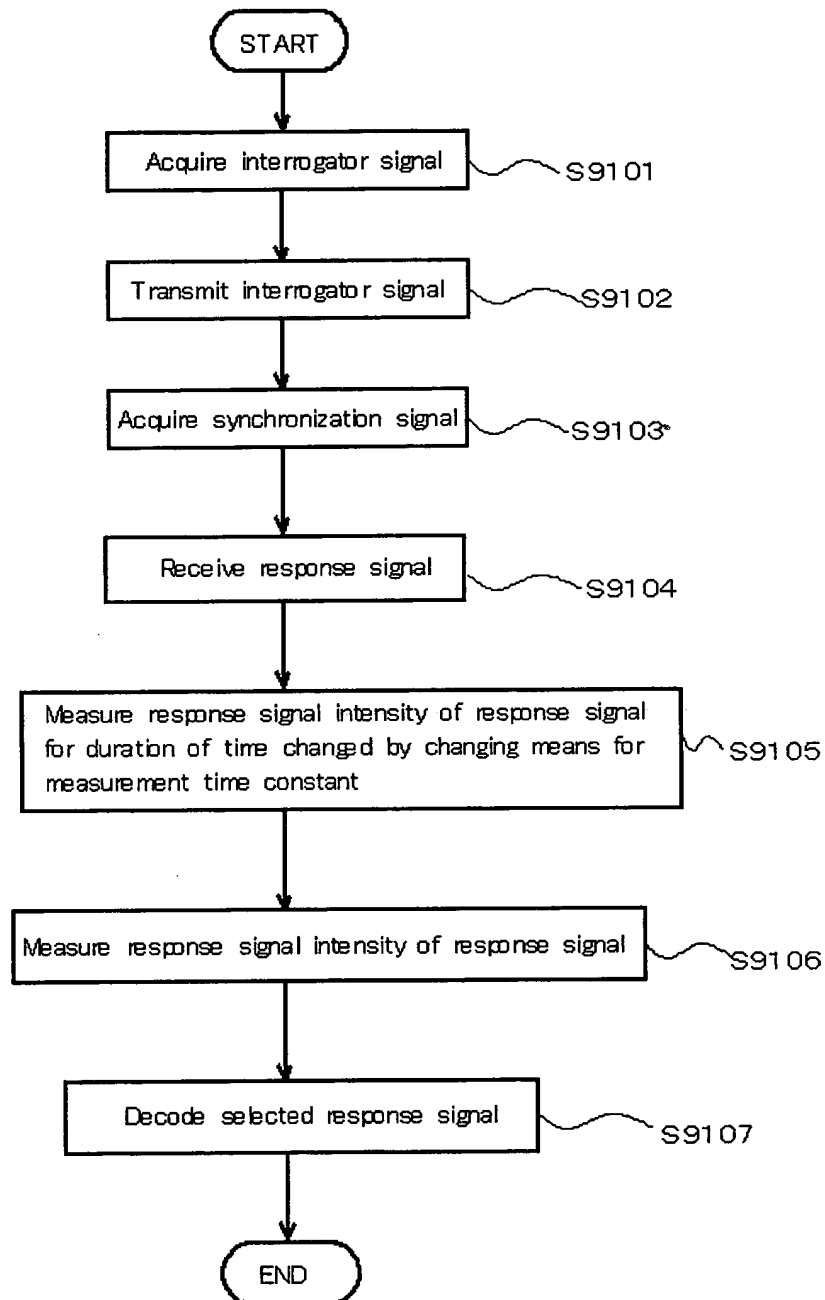 START
Acquire interrogator signal
S9101
Transmit interrogator signal
S9102
Acquire synchronization signal
S9103
Receive response signal
S9104
Measure response signal intensity of response signal
for duration of time changed by changing means for
measurement time constant
S9105
Measure response signal intensity of response signal
S9106
Decode selected response signal
S9107
END